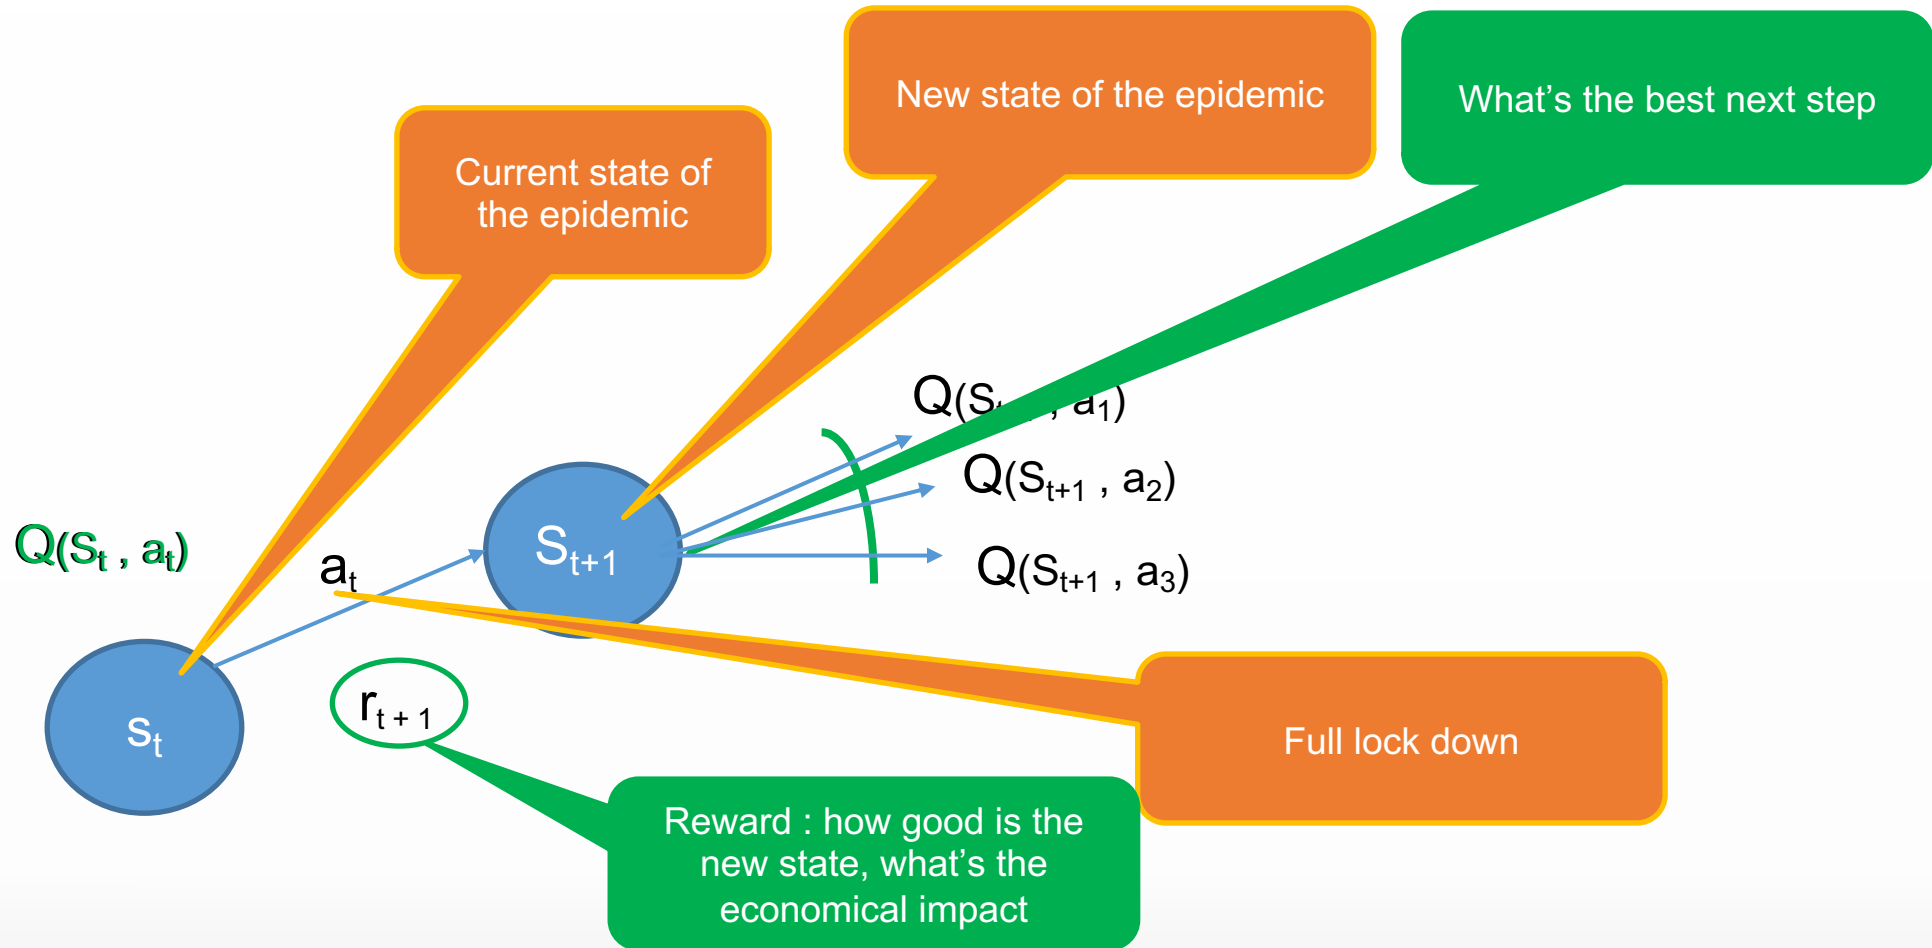 New state of the epidemic
What's the best next step
Current state of
the epidemic
Q(S , a₁)
Q(Sₜ₊₁ , a₂)
Q(Sₜ , aₜ)
Sₜ₊₁
Q(Sₜ₊₁ , a₃)
aₜ
sₜ
rₜ ₊ ₁
Full lock down
Reward : how good is the
new state, what's the
economical impact